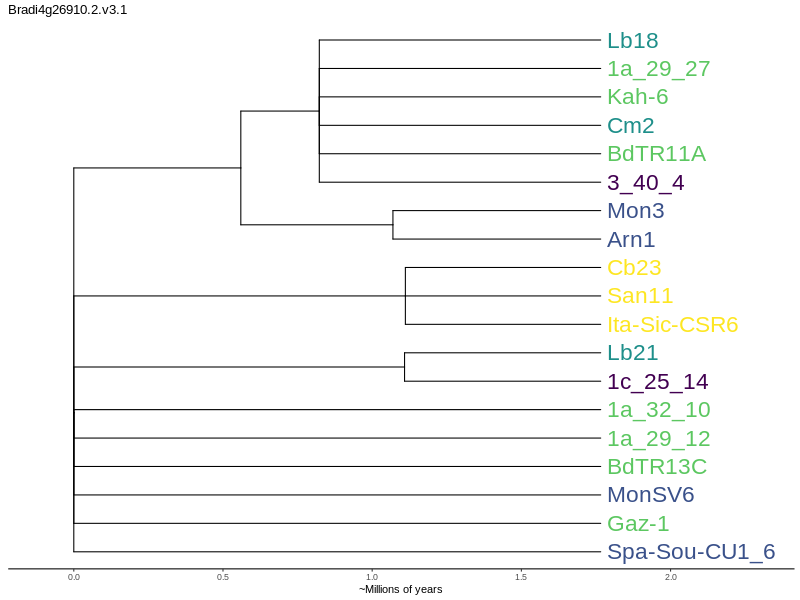 Bradi4g26910.2.v3.1
Lb18
1a_29_27
Kah-6
Cm2
BdTR11A
3_40_4
Mon3
Arn1
Cb23
San11
Ita-Sic-CSR6
Lb21
1c_25_14
1a_32_10
1a_29_12
BdTR13C
MonSV6
Gaz-1
Spa-Sou-CU1_6
0.0 0.5 1.0 1.5 2.0
~Millions of years